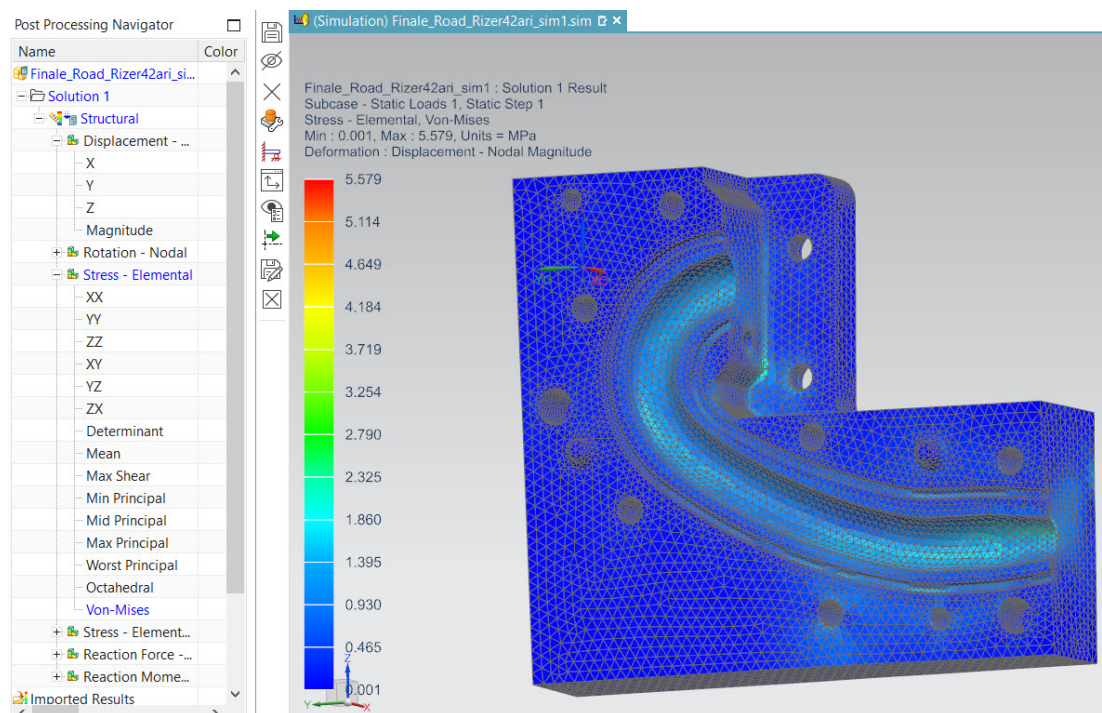 Post Processing Navigator
Name Color
Finale_Road_Rizer42ari_si...
Solution 1
Structural
Displacement - ...
X
Y
Z
Magnitude
Rotation - Nodal
Stress - Elemental
XX
YY
ZZ
XY
YZ
ZX
Determinant
Mean
Max Shear
Min Principal
Mid Principal
Max Principal
Worst Principal
Octahedral
Von-Mises
Stress - Element...
Reaction Force -...
Reaction Mome...
Imported Results
(Simulation) Finale_Road_Rizer42ari_sim1.sim
Finale_Road_Rizer42ari_sim1 : Solution 1 Result
Subcase - Static Loads 1, Static Step 1
Stress - Elemental, Von-Mises
Min : 0.001, Max : 5.579, Units = MPa
Deformation : Displacement - Nodal Magnitude
5.579
5.114
4.649
4.184
3.719
3.254
2.790
2.325
1.860
1.395
0.930
0.465
0.001
Z
Y
X